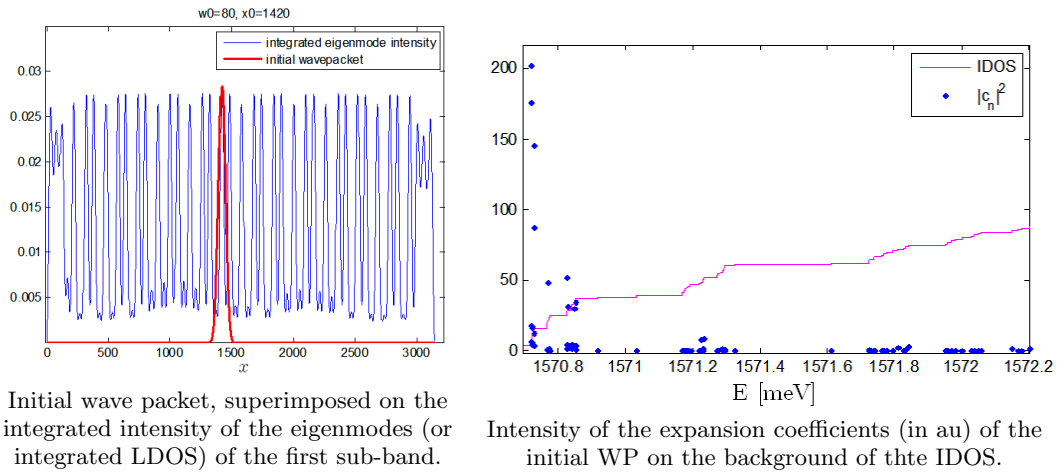 w0=80, x0=1420
integrated eigenmode intensity
initial wavepacket
0.03
0.025
0.02
0.015
0.01
0.005
0 500 1000 1500 2000 2500 3000
x
Initial wave packet, superimposed on the
integrated intensity of the eigenmodes (or
integrated LDOS) of the first sub-band.
IDOS
|c_n|^2
200
150
100
50
0
1570.8 1571 1571.2 1571.4 1571.6 1571.8 1572 1572.2
E [meV]
Intensity of the expansion coefficients (in au) of the
initial WP on the background of thte IDOS.